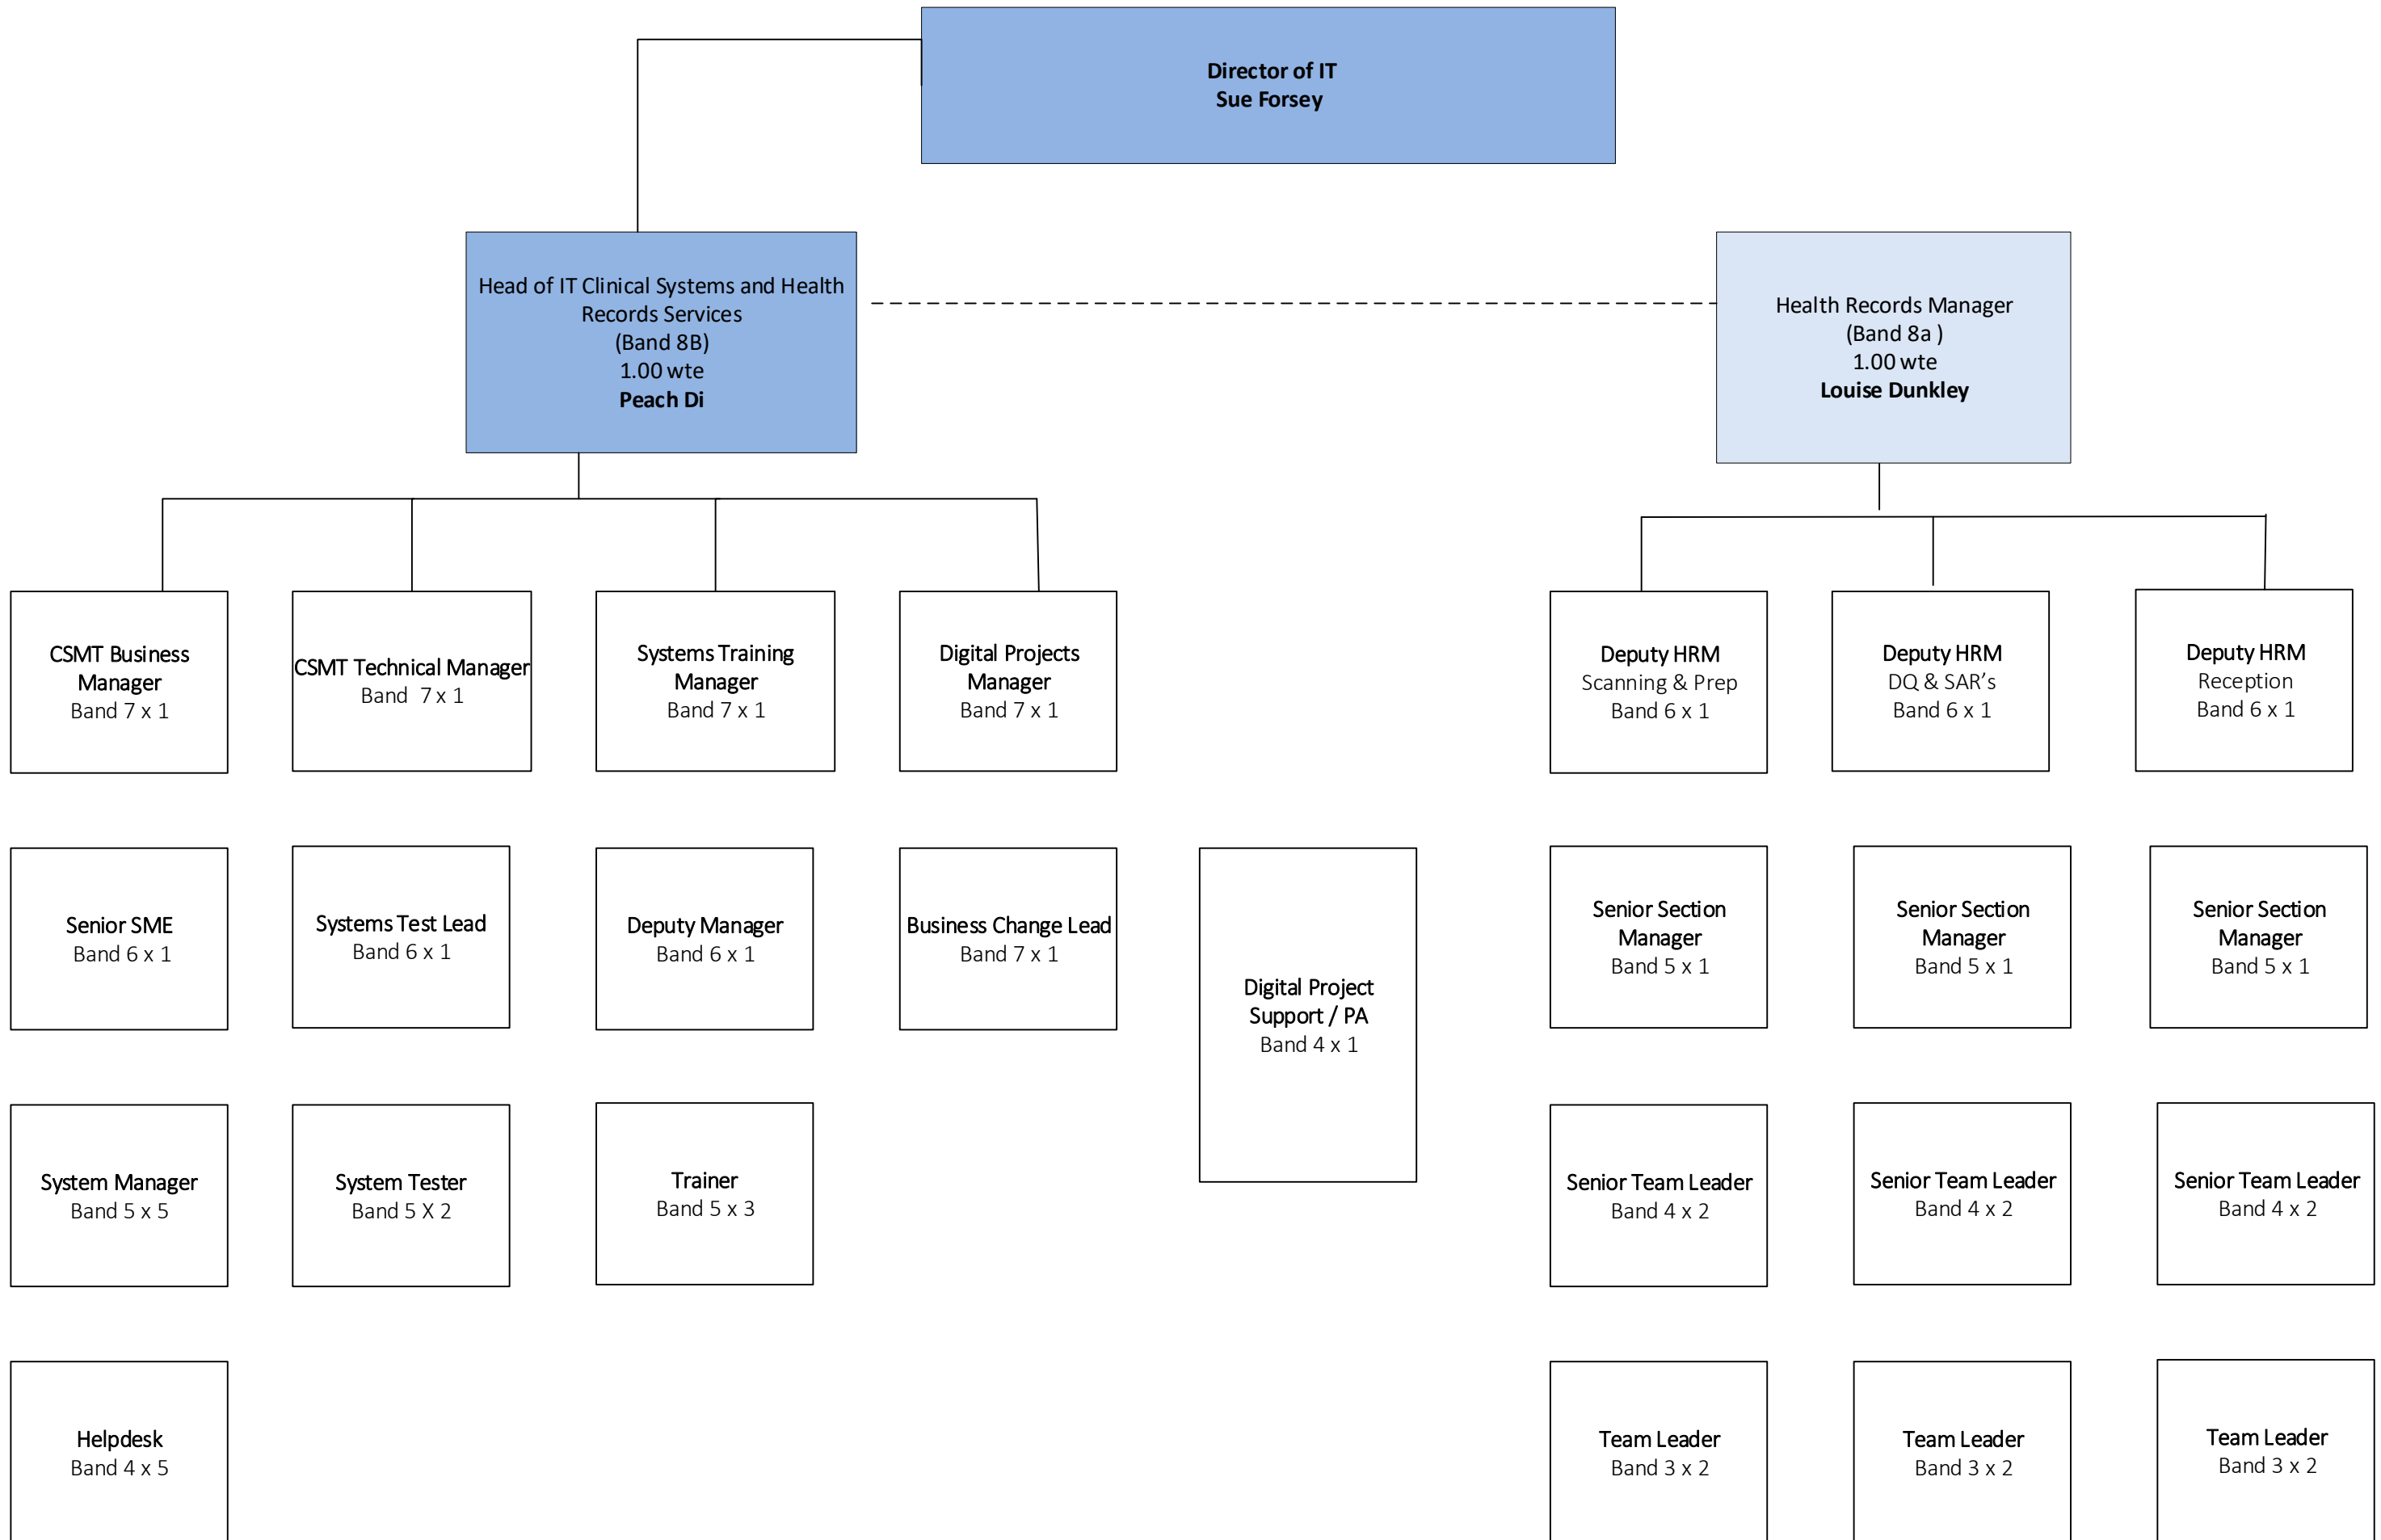 Director of IT
Sue Forsey
Head of IT Clinical Systems and Health
Records Services
(Band 8B)
1.00 wte
Peach Di
Health Records Manager
(Band 8a )
1.00 wte
Louise Dunkley
CSMT Business
Manager
Band 7 x 1
CSMT Technical Manager
Band  7 x 1
Systems Training
Manager
Band 7 x 1
Digital Projects
Manager
Band 7 x 1
Deputy HRM
Scanning & Prep
Band 6 x 1
Deputy HRM
DQ & SAR’s
Band 6 x 1
Deputy HRM
Reception
Band 6 x 1
Senior SME
Band 6 x 1
Systems Test Lead
Band 6 x 1
Deputy Manager
Band 6 x 1
Business Change Lead
Band 7 x 1
Digital Project
Support / PA
Band 4 x 1
Senior Section
Manager
Band 5 x 1
Senior Section
Manager
Band 5 x 1
Senior Section
Manager
Band 5 x 1
System Manager
Band 5 x 5
System Tester
Band 5 X 2
Trainer
Band 5 x 3
Senior Team Leader
Band 4 x 2
Senior Team Leader
Band 4 x 2
Senior Team Leader
Band 4 x 2
Helpdesk
Band 4 x 5
Team Leader
Band 3 x 2
Team Leader
Band 3 x 2
Team Leader
Band 3 x 2